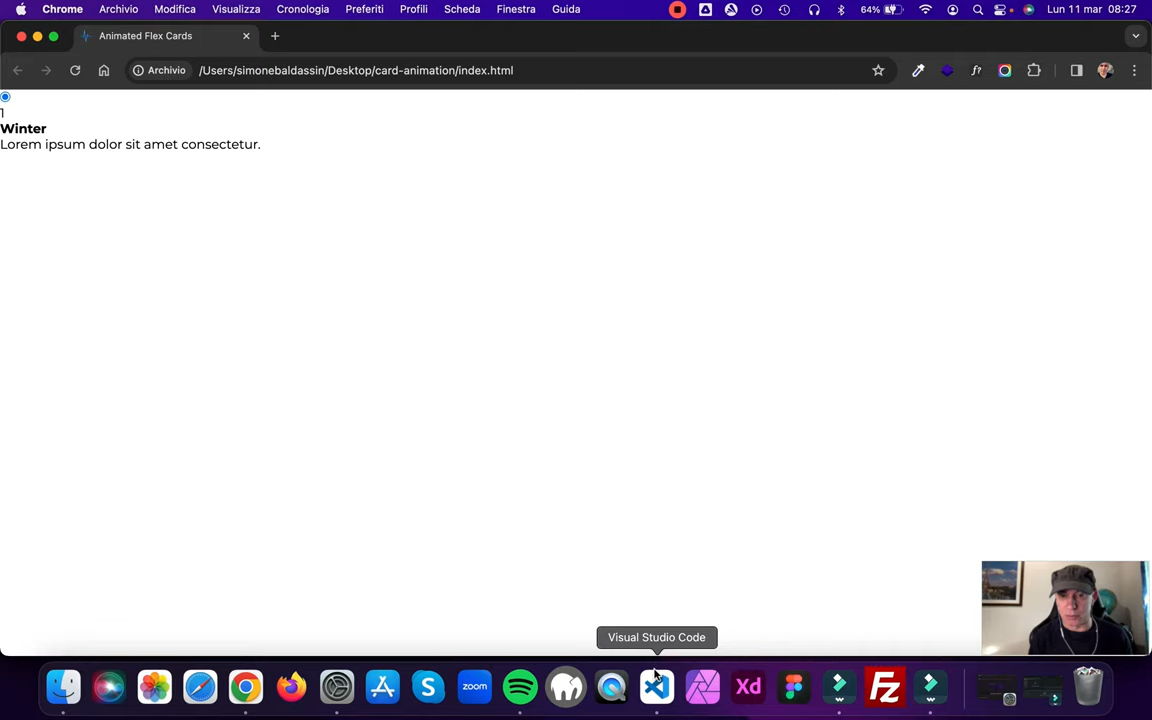 Chrome Archivio Modifica Visualizza Cronologia Preferiti Profili Scheda Finestra Guida 64% Lun 11 mar 08:27
Animated Flex Cards
Archivio /Users/simonebaldassin/Desktop/card-animation/index.html f?
1
Winter
Lorem ipsum dolor sit amet consectetur.
Visual Studio Code
zoom Xd Fz